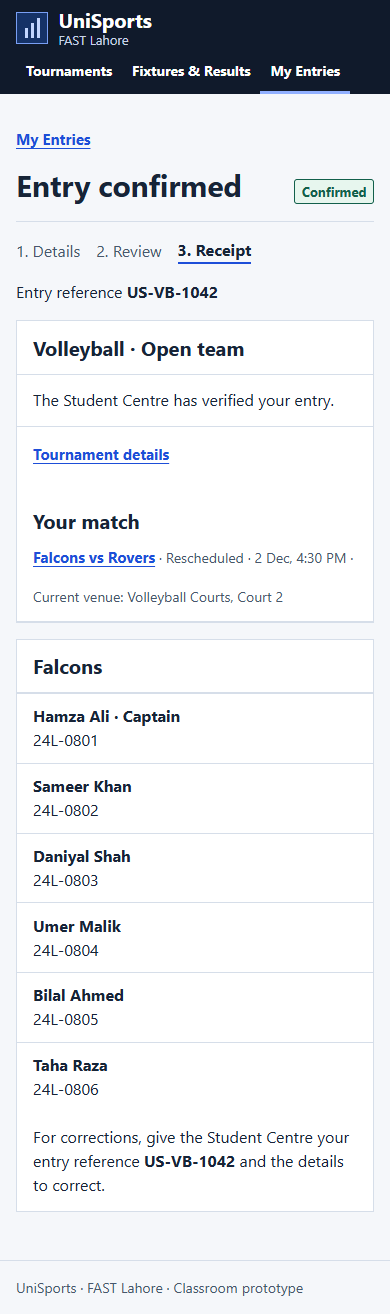 UniSports
FAST Lahore
Tournaments Fixtures & Results My Entries
My Entries
Entry confirmed
Confirmed
1. Details 2. Review 3. Receipt
Entry reference US-VB-1042
Volleyball · Open team
The Student Centre has verified your entry.
Tournament details
Your match
Falcons vs Rovers · Rescheduled · 2 Dec, 4:30 PM ·
Current venue: Volleyball Courts, Court 2
Falcons
Hamza Ali · Captain
24L-0801
Sameer Khan
24L-0802
Daniyal Shah
24L-0803
Umer Malik
24L-0804
Bilal Ahmed
24L-0805
Taha Raza
24L-0806
For corrections, give the Student Centre your
entry reference US-VB-1042 and the details
to correct.
UniSports · FAST Lahore · Classroom prototype